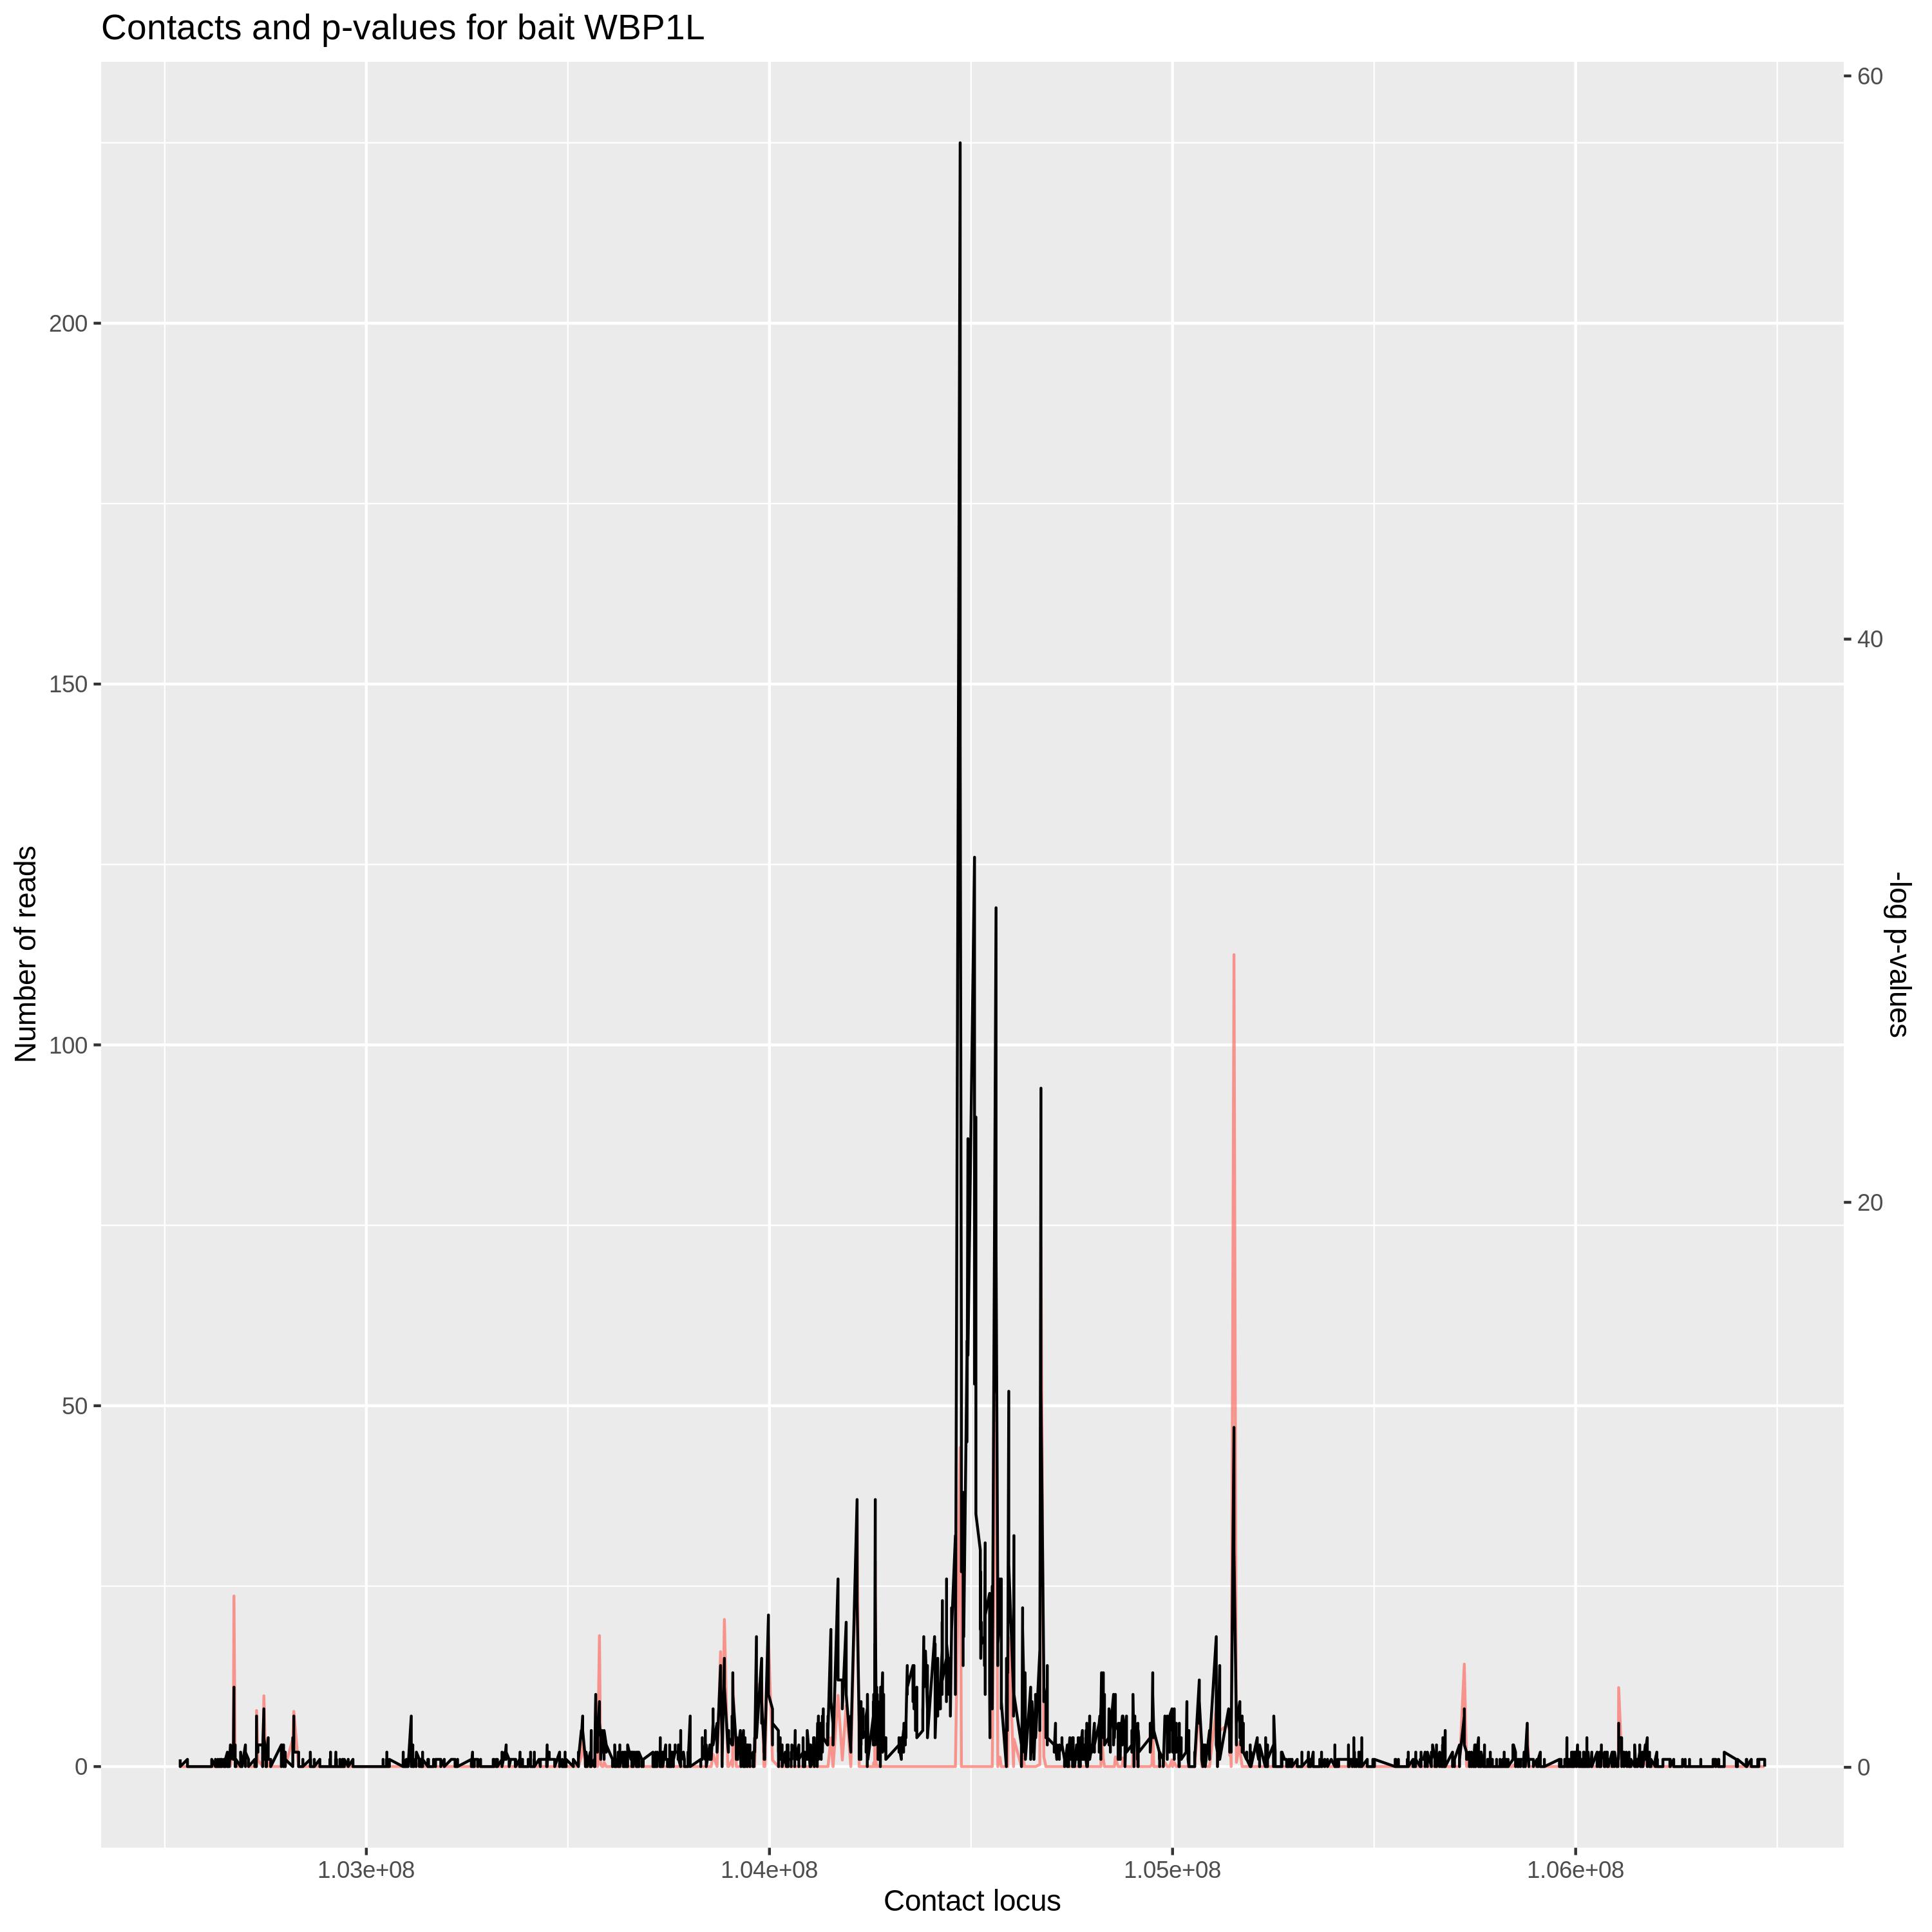 Contacts and p-values for bait WBP1L
Number of reads
200
150
100
50
0
60
40
20
0
-log p-values
1.03e+08
1.04e+08
1.05e+08
1.06e+08
Contact locus